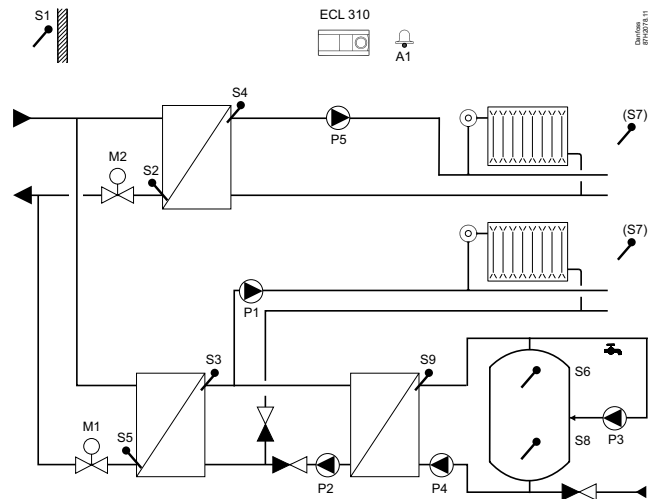 S1
ECL 310
A1
Danfoss
87H2078.11
S4
P5
(S7)
M2
S2
(S7)
P1
S3
S9
S6
M1
S5
S8
P3
P2
P4